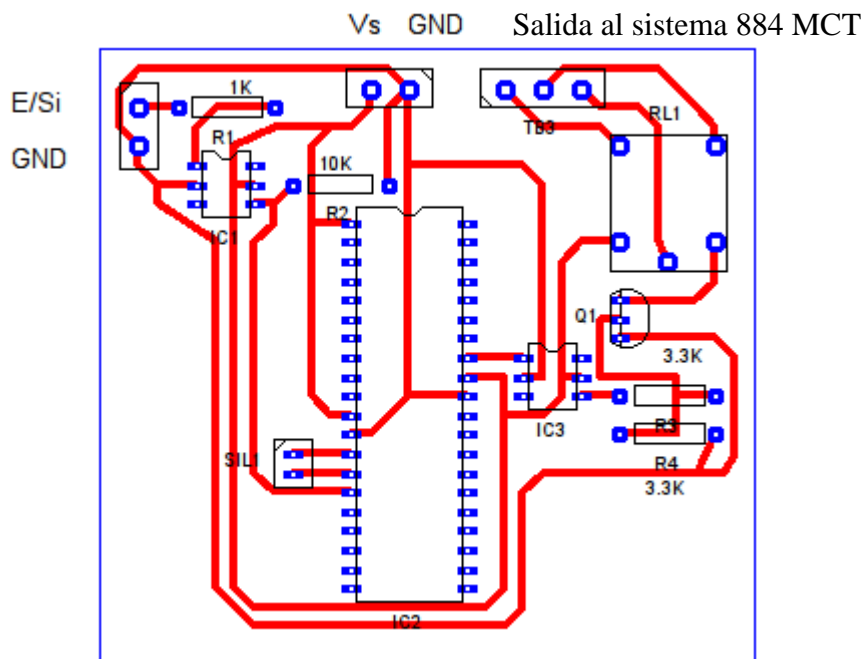 Vs GND Salida al sistema 884 MCT
E/Si
1K
TB3
RL1
R1
GND
10K
IC1
R2
Q1
3.3K
IC3
R3
SIL1
R4
3.3K
IC2